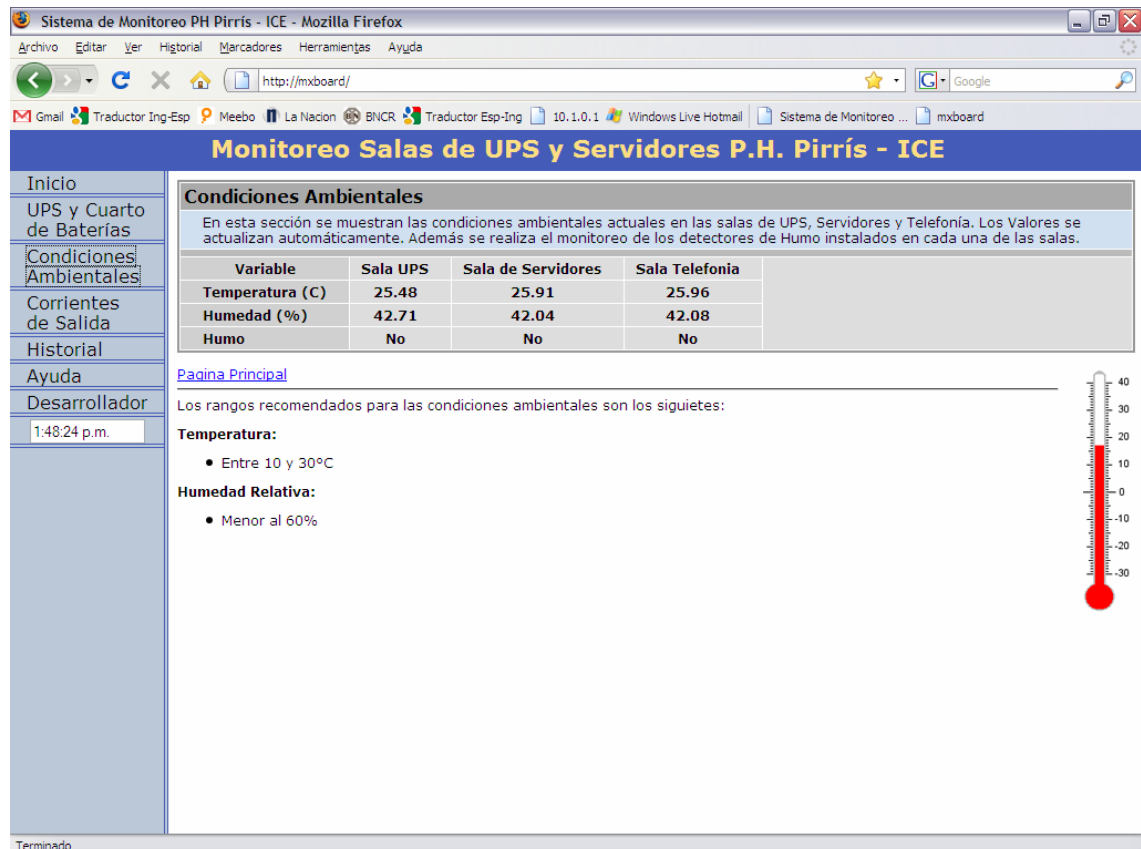 Sistema de Monitoreo PH Pirrís - ICE - Mozilla Firefox
Archivo Editar Ver Historial Marcadores Herramientas Ayuda
http://mxboard/
Google
Gmail Traductor Ing-Esp Meebo La Nacion BNCR Traductor Esp-Ing 10.1.0.1 Windows Live Hotmail Sistema de Monitoreo ... mxboard
Monitoreo Salas de UPS y Servidores P.H. Pirrís - ICE
Inicio
UPS y Cuarto
de Baterías
Condiciones
Ambientales
Corrientes
de Salida
Historial
Ayuda
Desarrollador
1:48:24 p.m.
Condiciones Ambientales
En esta sección se muestran las condiciones ambientales actuales en las salas de UPS, Servidores y Telefonía. Los Valores se
actualizan automáticamente. Además se realiza el monitoreo de los detectores de Humo instalados en cada una de las salas.
Variable Sala UPS Sala de Servidores Sala Telefonia
Temperatura (C) 25.48 25.91 25.96
Humedad (%) 42.71 42.04 42.08
Humo No No No
Pagina Principal
Los rangos recomendados para las condiciones ambientales son los siguietes:
Temperatura:
• Entre 10 y 30ºC
Humedad Relativa:
• Menor al 60%
40
30
20
10
0
-10
-20
-30
Terminado